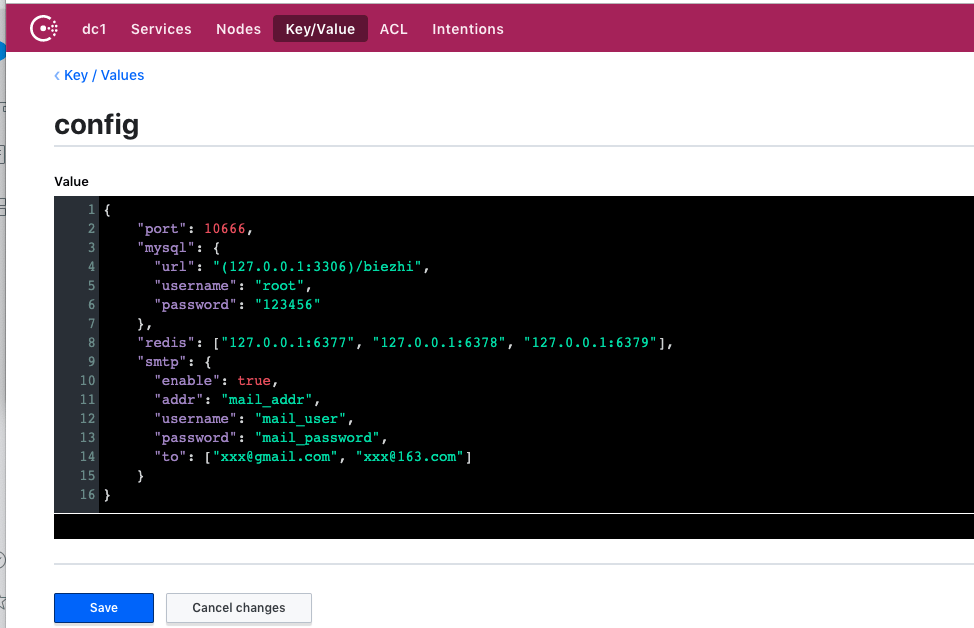 dc1 Services Nodes Key/Value ACL Intentions
‹ Key / Values
config
Value
1 {
2     "port": 10666,
3     "mysql": {
4       "url": "(127.0.0.1:3306)/biezhi",
5       "username": "root",
6       "password": "123456"
7     },
8     "redis": ["127.0.0.1:6377", "127.0.0.1:6378", "127.0.0.1:6379"],
9     "smtp": {
10       "enable": true,
11       "addr": "mail_addr",
12       "username": "mail_user",
13       "password": "mail_password",
14       "to": ["xxx@gmail.com", "xxx@163.com"]
15     }
16 }
Save Cancel changes